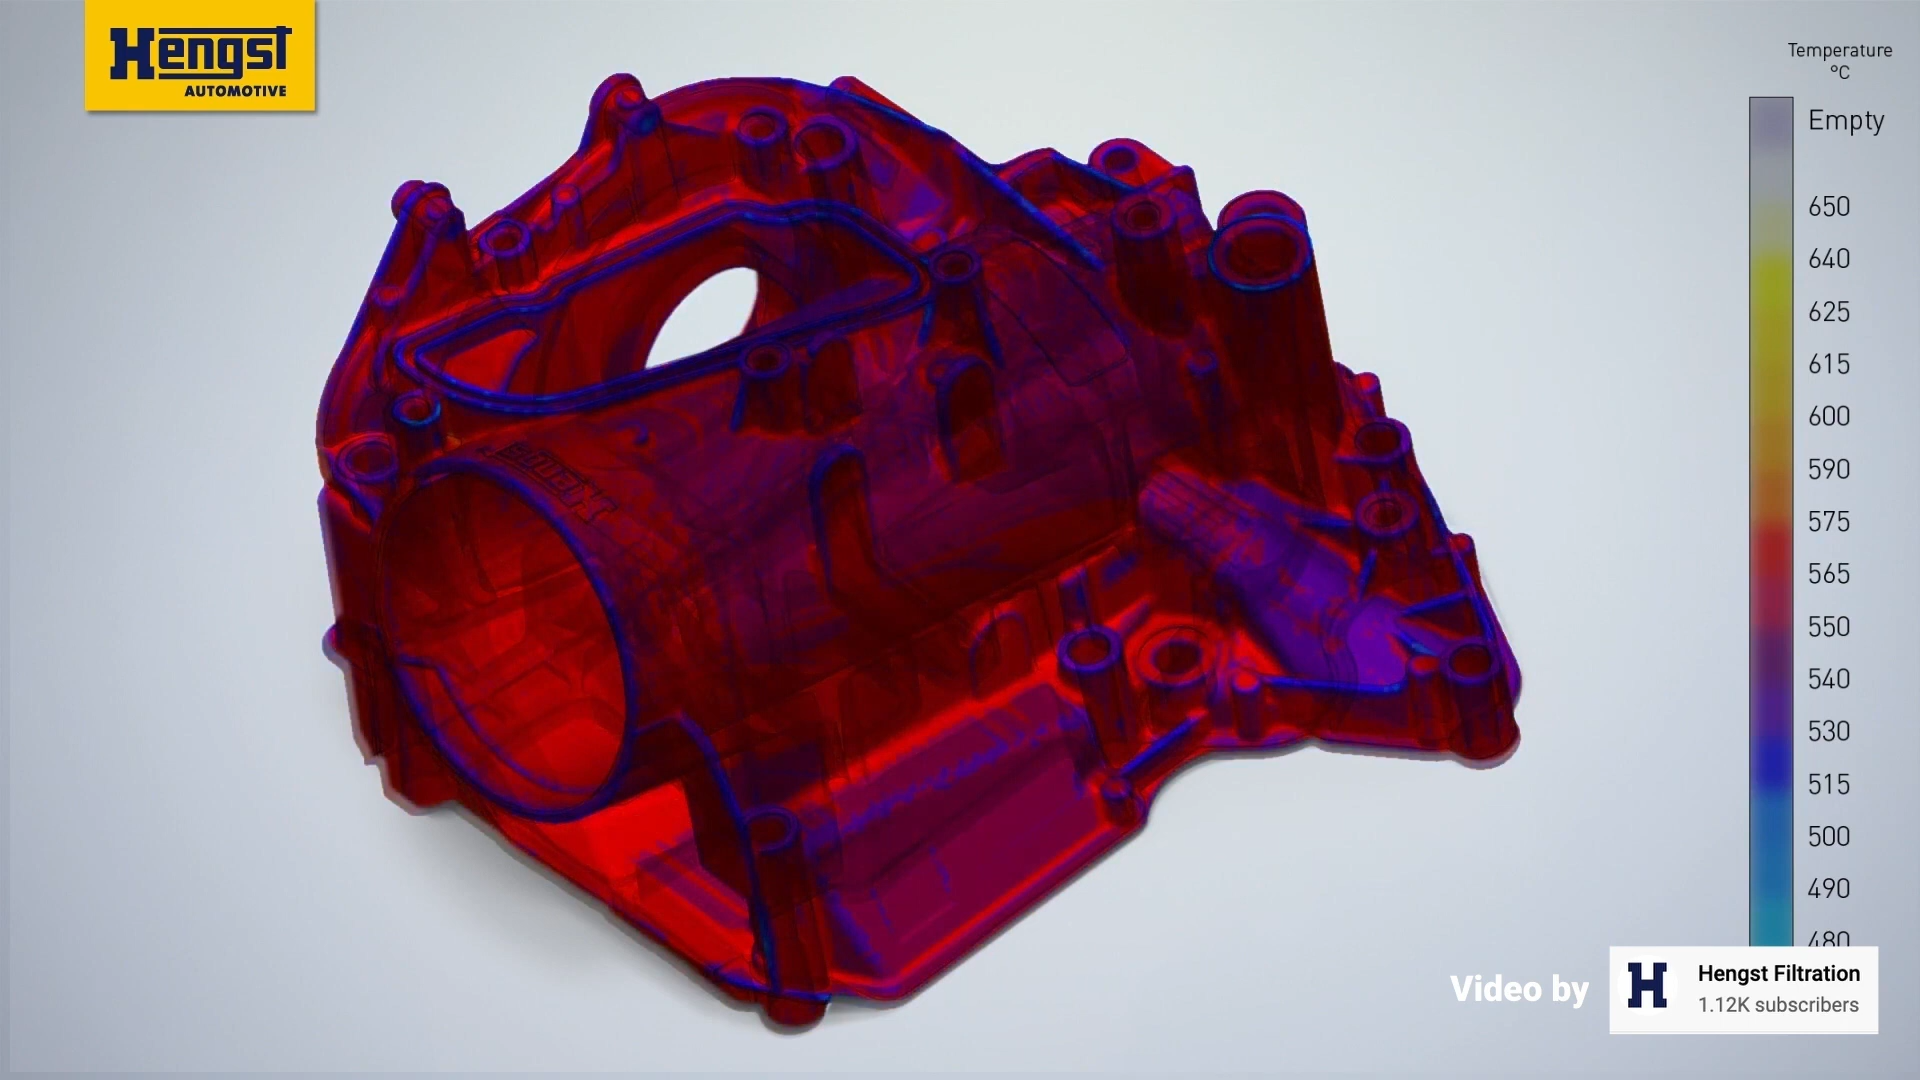 Hengst
AUTOMOTIVE
Temperature
°C
Empty
650
640
625
615
600
590
575
565
550
540
530
515
500
490
480
Video by
H
Hengst Filtration
1.12K subscribers